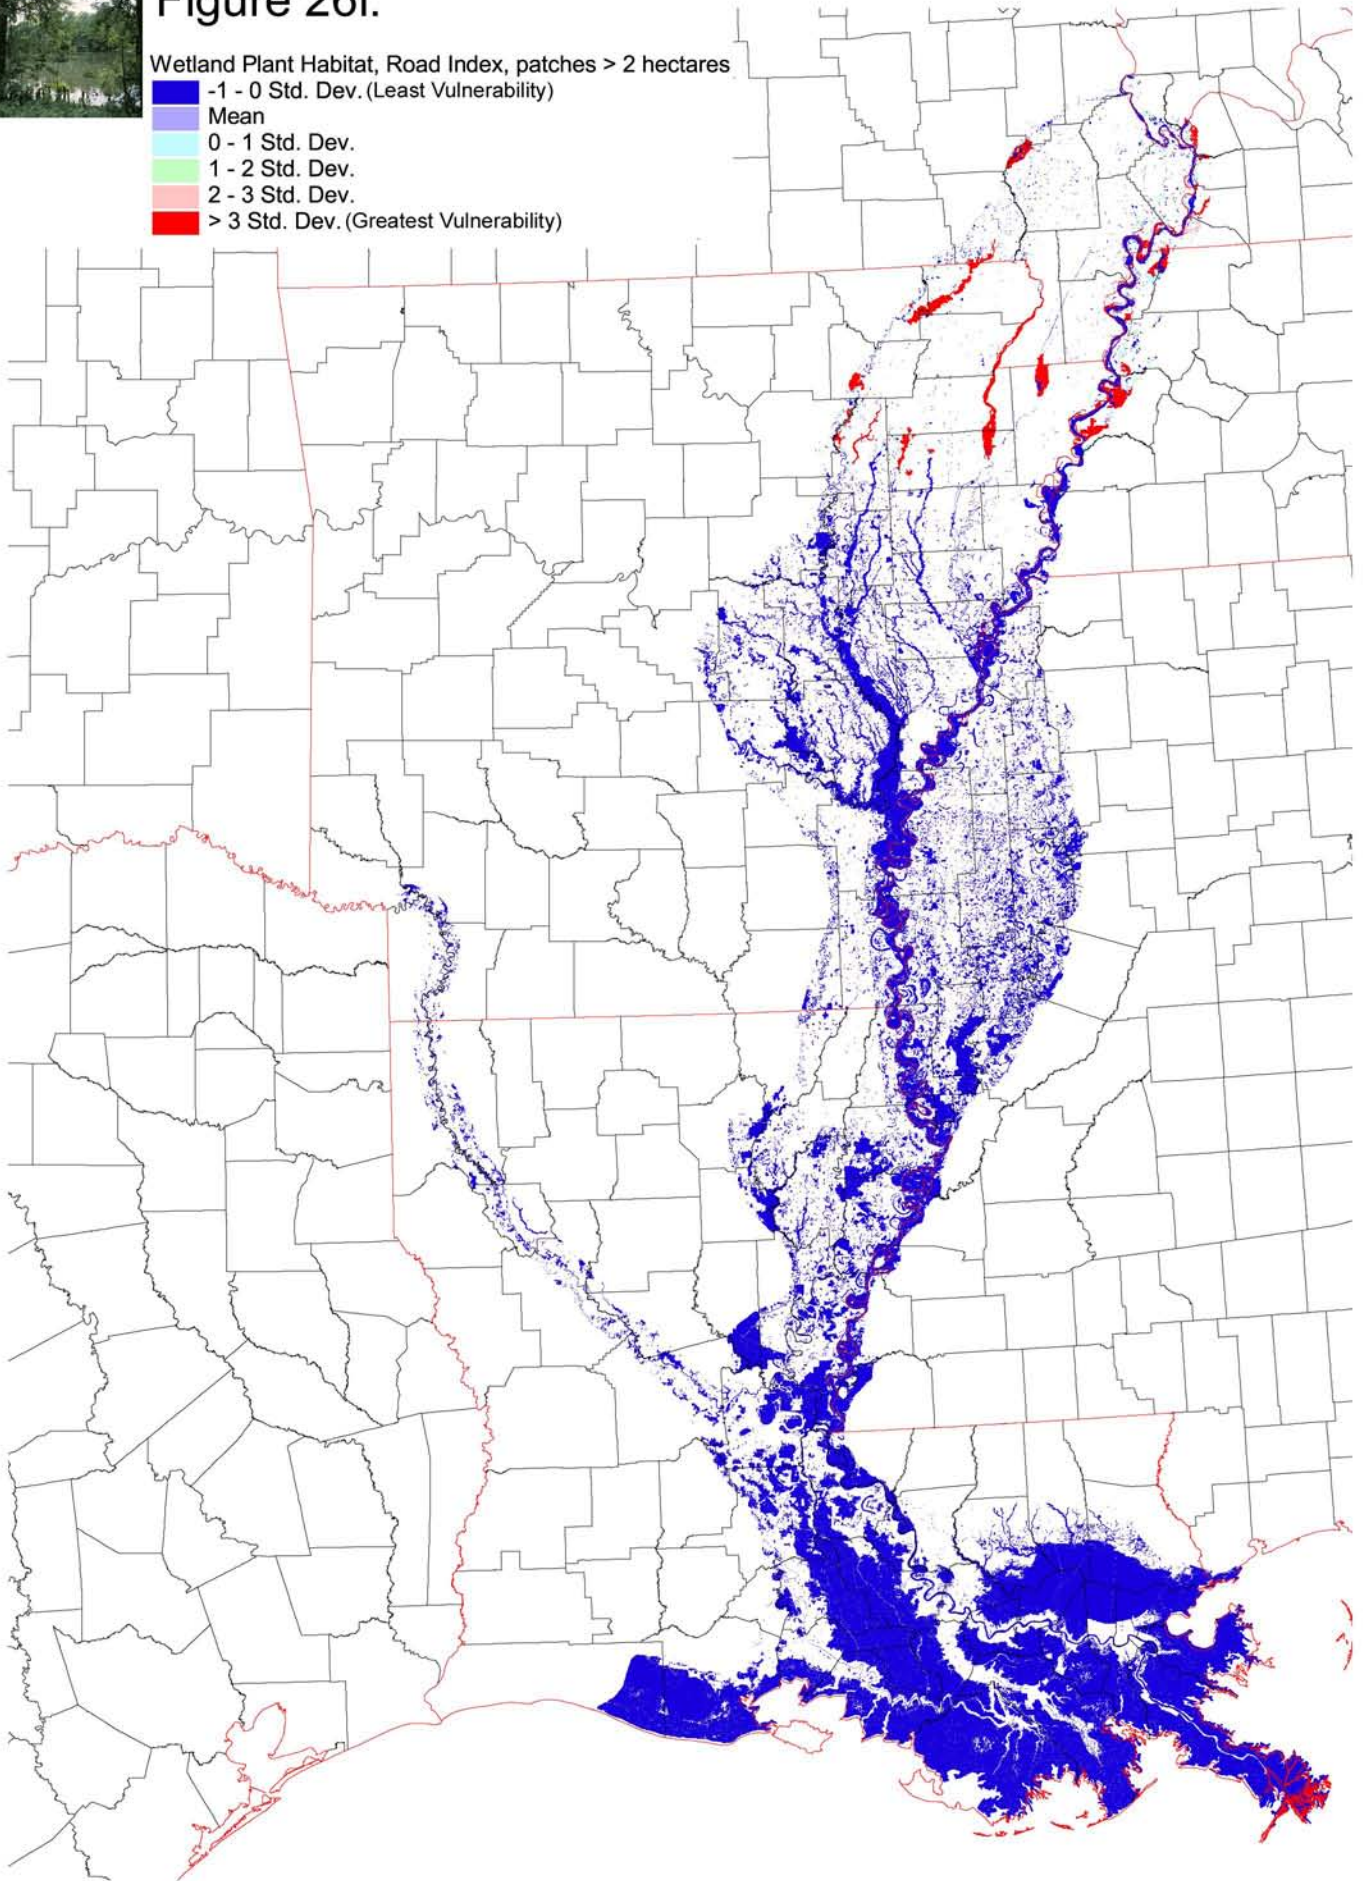 Figure 26i.
Wetland Plant Habitat, Road Index, patches > 2 hectares
-1 - 0 Std. Dev. (Least Vulnerability)
Mean
0 - 1 Std. Dev.
1 - 2 Std. Dev.
2 - 3 Std. Dev.
> 3 Std. Dev. (Greatest Vulnerability)